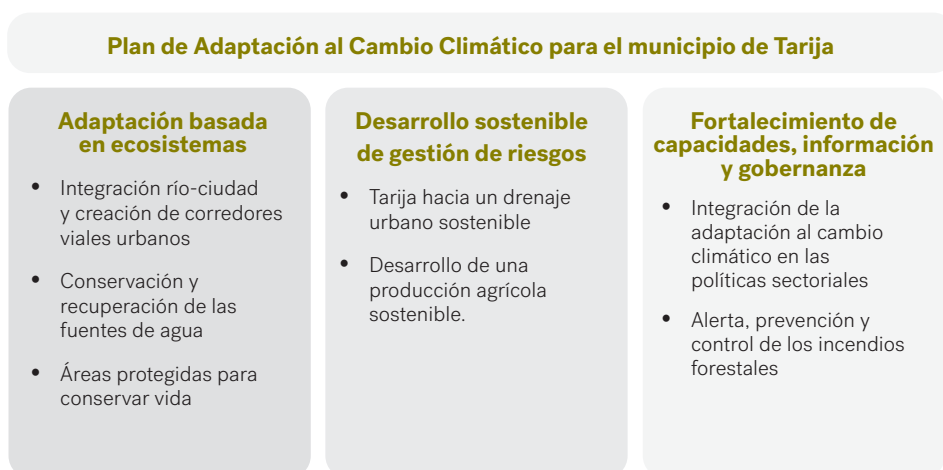 Plan de Adaptación al Cambio Climático para el municipio de Tarija
Adaptación basada
en ecosistemas
• Integración río-ciudad
y creación de corredores
viales urbanos
• Conservación y
recuperación de las
fuentes de agua
• Áreas protegidas para
conservar vida
Desarrollo sostenible
de gestión de riesgos
• Tarija hacia un drenaje
urbano sostenible
• Desarrollo de una
producción agrícola
sostenible.
Fortalecimiento de
capacidades, información
y gobernanza
• Integración de la
adaptación al cambio
climático en las
políticas sectoriales
• Alerta, prevención y
control de los incendios
forestales